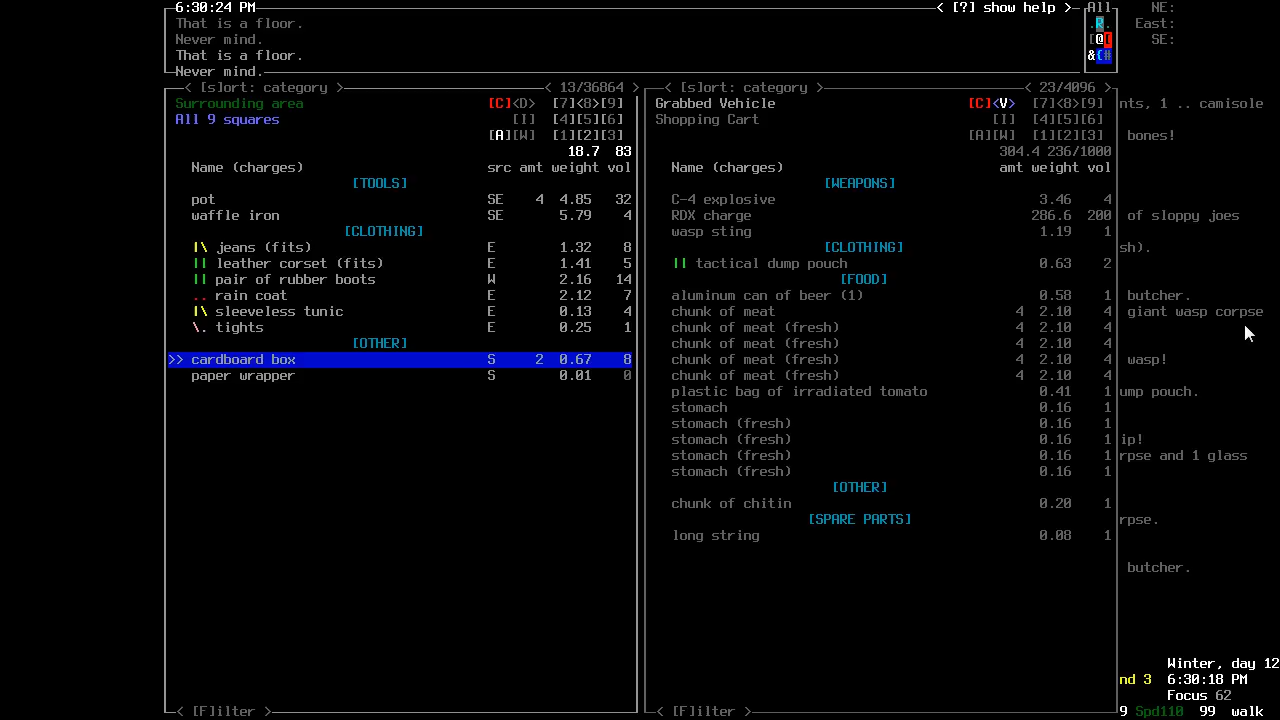 6:30:24 PM < [?] show help > All NE:
That is a floor. .R. East:
Never mind. [@[ SE:
That is a floor. &{#
Never mind.
< [s]ort: category > < 13/36864 > < [s]ort: category > < 23/4096 >
Surrounding area [C]<D> [7]<8>[9] Grabbed Vehicle [C]<V> [7]<8>[9] nts, 1 .. camisole
All 9 squares [I] [4][5][6] Shopping Cart [I] [4][5][6]
[A][W] [1][2][3] [A][W] [1][2][3] bones!
18.7 83 304.4 236/1000
Name (charges) src amt weight vol Name (charges) amt weight vol
[TOOLS] [WEAPONS]
pot SE 4 4.85 32 C-4 explosive 3.46 4
waffle iron SE 5.79 4 RDX charge 286.6 200 of sloppy joes
[CLOTHING] wasp sting 1.19 1
|\ jeans (fits) E 1.32 8 [CLOTHING] sh).
|| leather corset (fits) E 1.41 5 || tactical dump pouch 0.63 2
|| pair of rubber boots W 2.16 14 [FOOD]
.. rain coat E 2.12 7 aluminum can of beer (1) 0.58 1 butcher.
|\ sleeveless tunic E 0.13 4 chunk of meat 4 2.10 4 giant wasp corpse
\. tights E 0.25 1 chunk of meat (fresh) 4 2.10 4
[OTHER] chunk of meat (fresh) 4 2.10 4
>> cardboard box S 2 0.67 8 chunk of meat (fresh) 4 2.10 4 wasp!
paper wrapper S 0.01 0 chunk of meat (fresh) 4 2.10 4
plastic bag of irradiated tomato 0.41 1 ump pouch.
stomach 0.16 1
stomach (fresh) 0.16 1
stomach (fresh) 0.16 1 ip!
stomach (fresh) 0.16 1 rpse and 1 glass
stomach (fresh) 0.16 1
[OTHER]
chunk of chitin 0.20 1
[SPARE PARTS] rpse.
long string 0.08 1
butcher.
Winter, day 12
nd 3 6:30:18 PM
Focus 62
< [F]ilter > < [F]ilter > 9 Spd110 99 walk